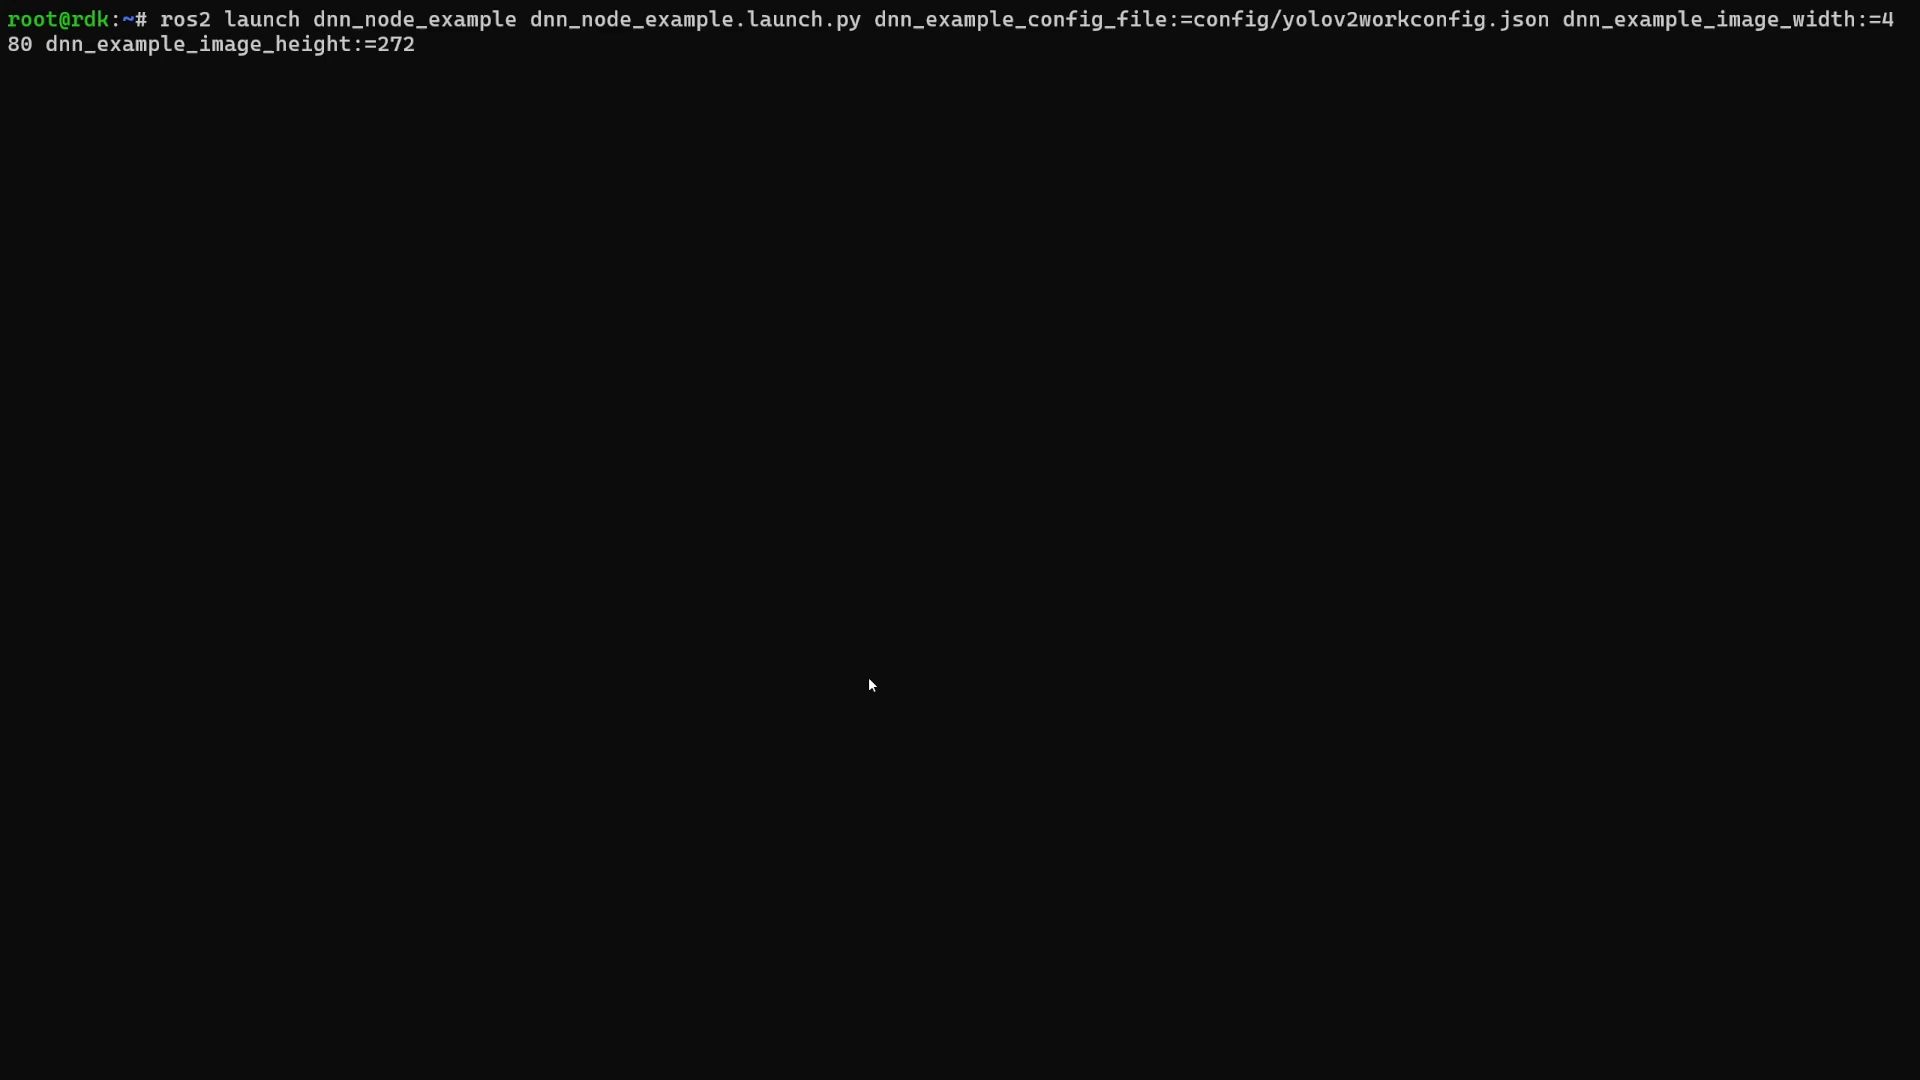 root@rdk:~# ros2 launch dnn_node_example dnn_node_example.launch.py dnn_example_config_file:=config/yolov2workconfig.json dnn_example_image_width:=4
80 dnn_example_image_height:=272